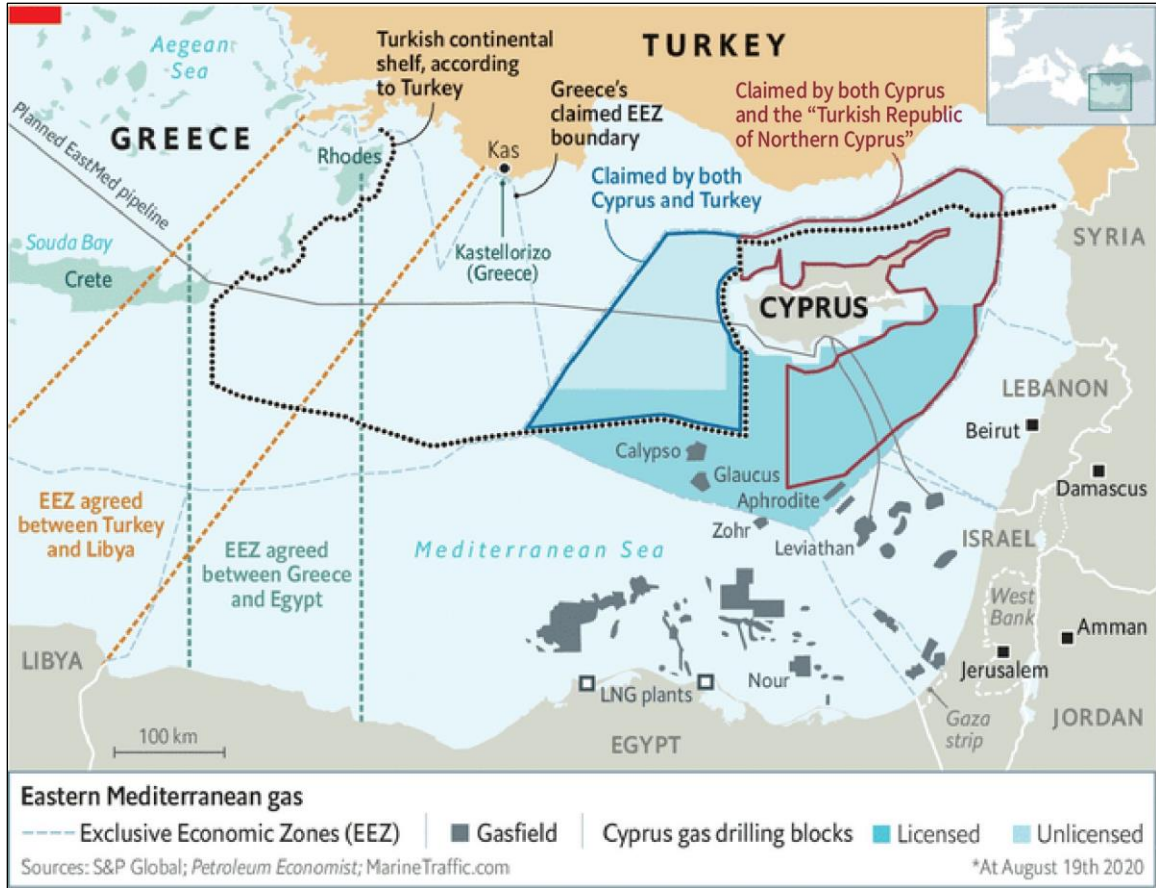 Aegean
Sea
Turkish continental
shelf, according
to Turkey
TURKEY
Claimed by both Cyprus
and the “Turkish Republic
of Northern Cyprus”
Greece’s
claimed EEZ
boundary
GREECE
Planned EastMed pipeline
Rhodes
Kas
Claimed by both
Cyprus and Turkey
Souda Bay
Crete
Kastellorizo
(Greece)
SYRIA
CYPRUS
LEBANON
Beirut
Damascus
Calypso
Glaucus
Aphrodite
Zohr
Leviathan
ISRAEL
EEZ agreed
between Turkey
and Libya
EEZ agreed
between Greece
and Egypt
Mediterranean Sea
West
Bank
Amman
Jerusalem
LIBYA
LNG plants
Nour
Gaza
strip
JORDAN
100 km
EGYPT
Eastern Mediterranean gas
Exclusive Economic Zones (EEZ) Gasfield Cyprus gas drilling blocks Licensed Unlicensed
Sources: S&P Global; Petroleum Economist; MarineTraffic.com *At August 19th 2020